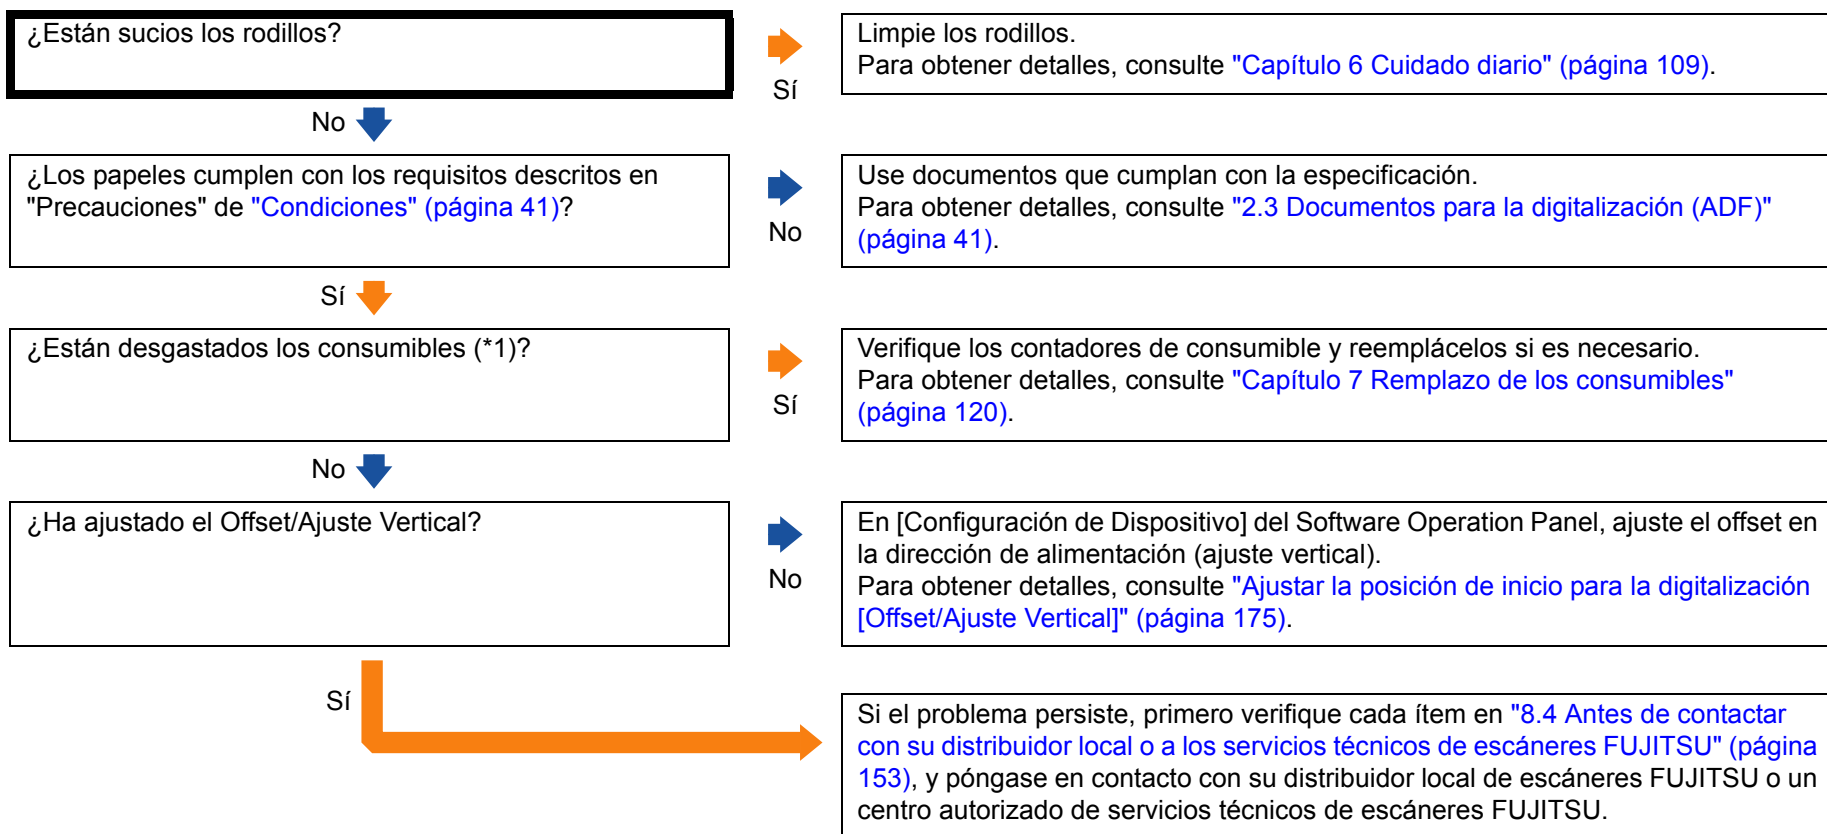 ¿Están sucios los rodillos?
Sí
Limpie los rodillos.
Para obtener detalles, consulte "Capítulo 6 Cuidado diario" (página 109).
No
¿Los papeles cumplen con los requisitos descritos en
"Precauciones" de "Condiciones" (página 41)?
No
Use documentos que cumplan con la especificación.
Para obtener detalles, consulte "2.3 Documentos para la digitalización (ADF)"
(página 41).
Sí
¿Están desgastados los consumibles (*1)?
Sí
Verifique los contadores de consumible y reemplácelos si es necesario.
Para obtener detalles, consulte "Capítulo 7 Remplazo de los consumibles"
(página 120).
No
¿Ha ajustado el Offset/Ajuste Vertical?
No
En [Configuración de Dispositivo] del Software Operation Panel, ajuste el offset en
la dirección de alimentación (ajuste vertical).
Para obtener detalles, consulte "Ajustar la posición de inicio para la digitalización
[Offset/Ajuste Vertical]" (página 175).
Sí
Si el problema persiste, primero verifique cada ítem en "8.4 Antes de contactar
con su distribuidor local o a los servicios técnicos de escáneres FUJITSU" (página
153), y póngase en contacto con su distribuidor local de escáneres FUJITSU o un
centro autorizado de servicios técnicos de escáneres FUJITSU.